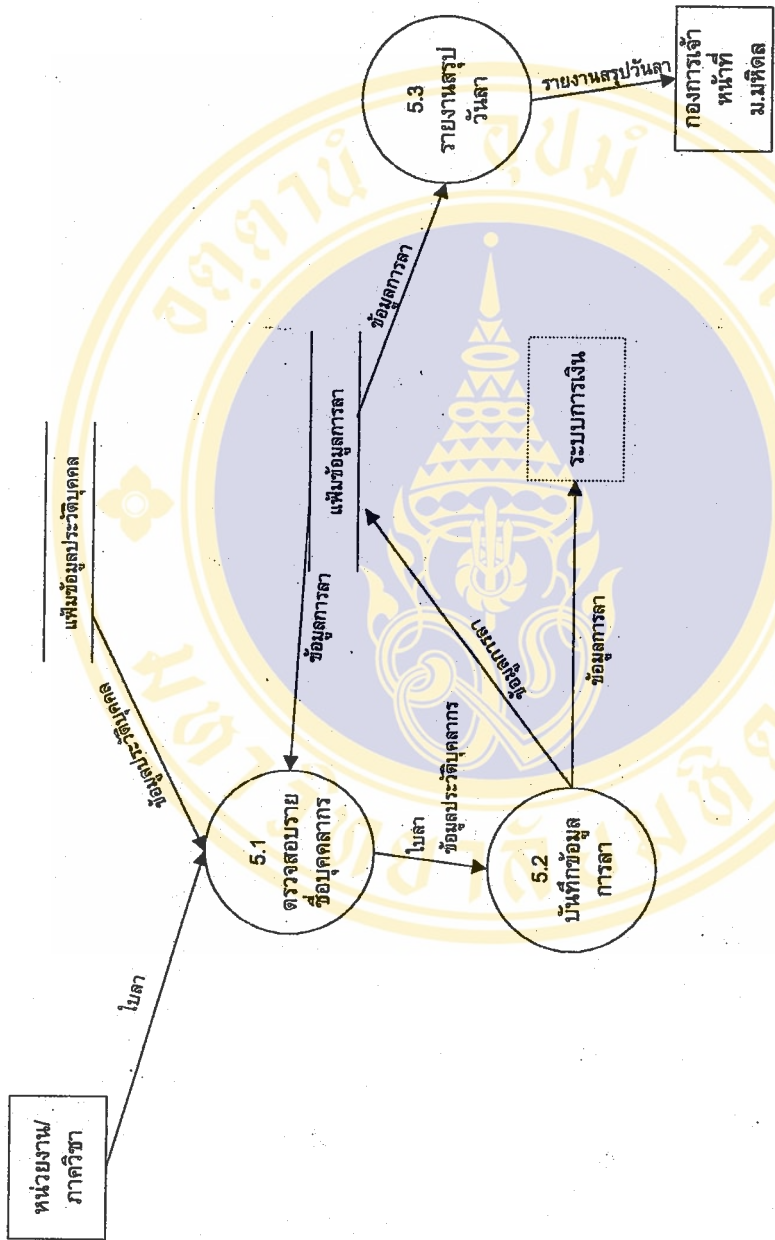 หน่วยงาน/
ภาควิชา
ใบลา
แฟ้มข้อมูลประวัติบุคคล
ข้อมูลประวัติบุคคล
5.1
ตรวจสอบราย
ชื่อบุคคลากร
ข้อมูลการลา
แฟ้มข้อมูลการลา
ข้อมูลการลา
5.3
รายงานสรุป
วันลา
ใบลา
ข้อมูลประวัติบุคลากร
ข้อมูลการลา
5.2
บันทึกข้อมูล
การลา
ข้อมูลการลา
ระบบการเงิน
รายงานสรุปวันลา
กองการเจ้า
หน้าที่
ม.มหิดล
อตฺตานํ อุปมํ